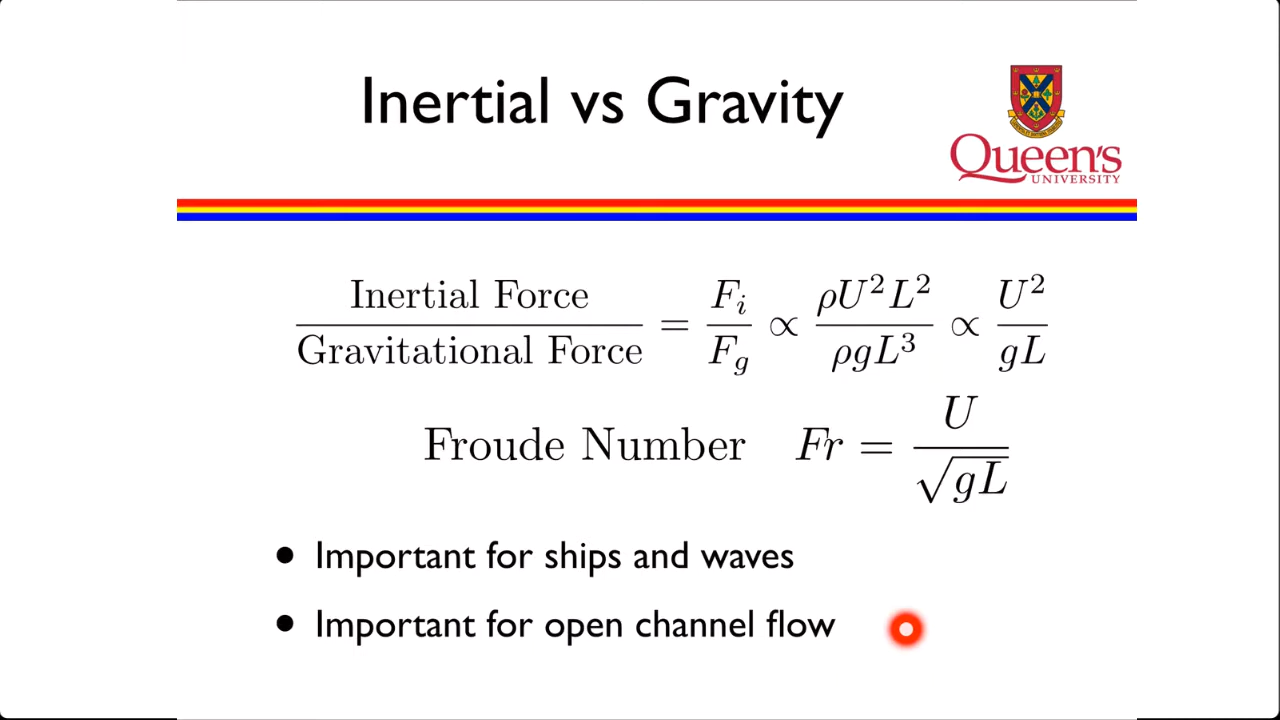 Inertial vs Gravity
Queen's
UNIVERSITY
Inertial Force / Gravitational Force = F_i / F_g ∝ ρU²L² / ρgL³ ∝ U² / gL
Froude Number Fr = U / √gL
• Important for ships and waves
• Important for open channel flow